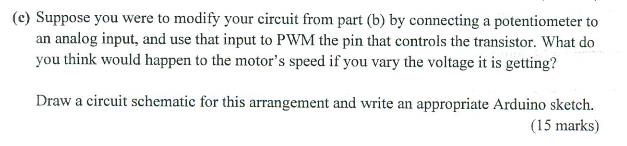 (c) Suppose you were to modify your circuit from part (b) by connecting a potentiometer to
an analog input, and use that input to PWM the pin that controls the transistor. What do
you think would happen to the motor's speed if you vary the voltage it is getting?
Draw a circuit schematic for this arrangement and write an appropriate Arduino sketch.
(15 marks)